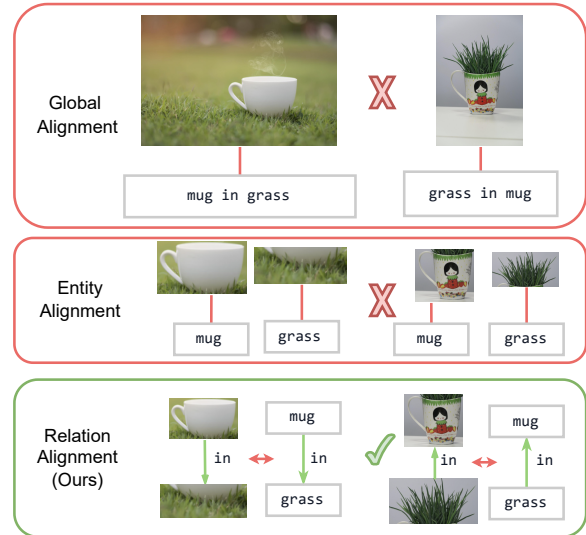 Global
Alignment
X
mug in grass
grass in mug
Entity
Alignment
X
mug
grass
mug
grass
Relation
Alignment
(Ours)
mug
in
in
grass
mug
in
in
grass